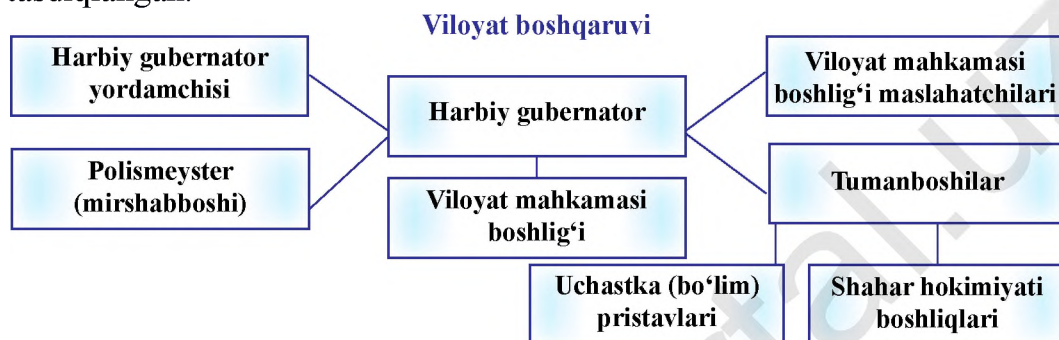 Viloyat boshqaruvi
Harbiy gubernator
yordamchisi
Harbiy gubernator
Viloyat mahkamasi
boshlig‘i maslahatchilari
Polismeyster
(mirshabboshi)
Viloyat mahkamasi
boshlig‘i
Tumanboshilar
Uchastka (bo‘lim)
pristavlari
Shahar hokimiyati
boshliqlari